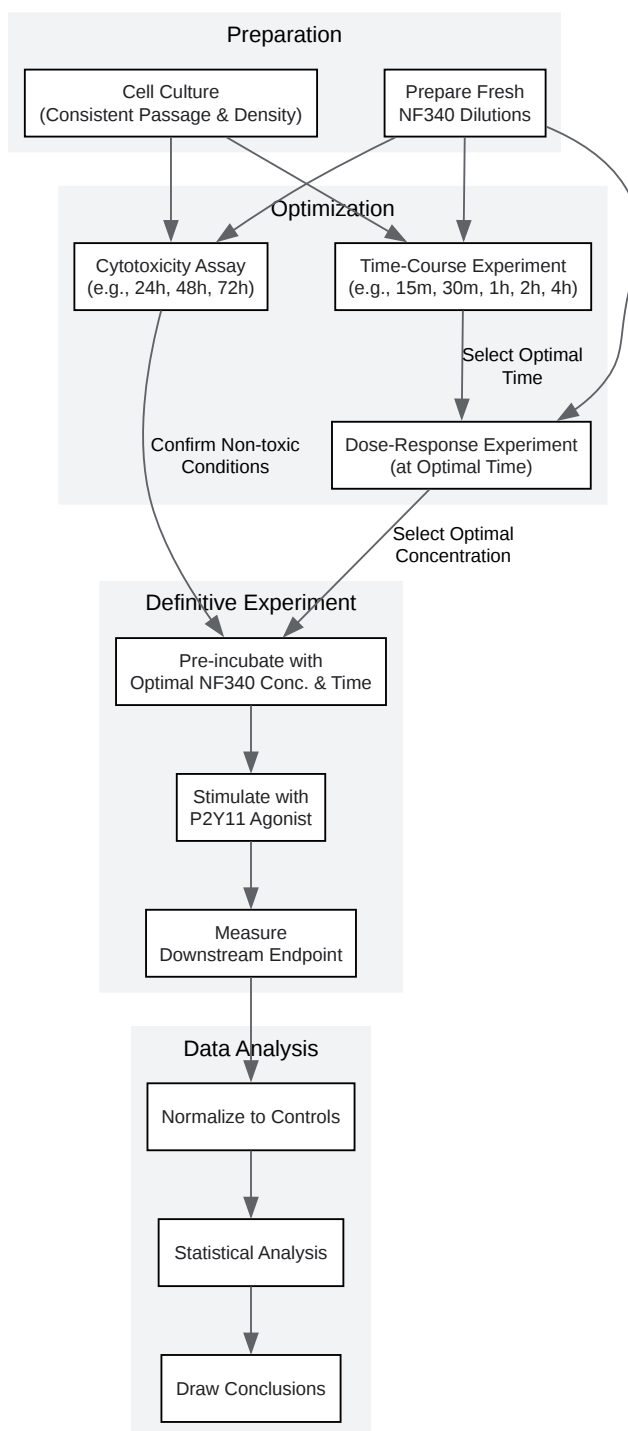 Preparation
Cell Culture
(Consistent Passage & Density)
Prepare Fresh
NF340 Dilutions
Optimization
Cytotoxicity Assay
(e.g., 24h, 48h, 72h)
Time-Course Experiment
(e.g., 15m, 30m, 1h, 2h, 4h)
Select Optimal
Time
Dose-Response Experiment
(at Optimal Time)
Confirm Non-toxic
Conditions
Select Optimal
Concentration
Definitive Experiment
Pre-incubate with
Optimal NF340 Conc. & Time
Stimulate with
P2Y11 Agonist
Measure
Downstream Endpoint
Data Analysis
Normalize to Controls
Statistical Analysis
Draw Conclusions